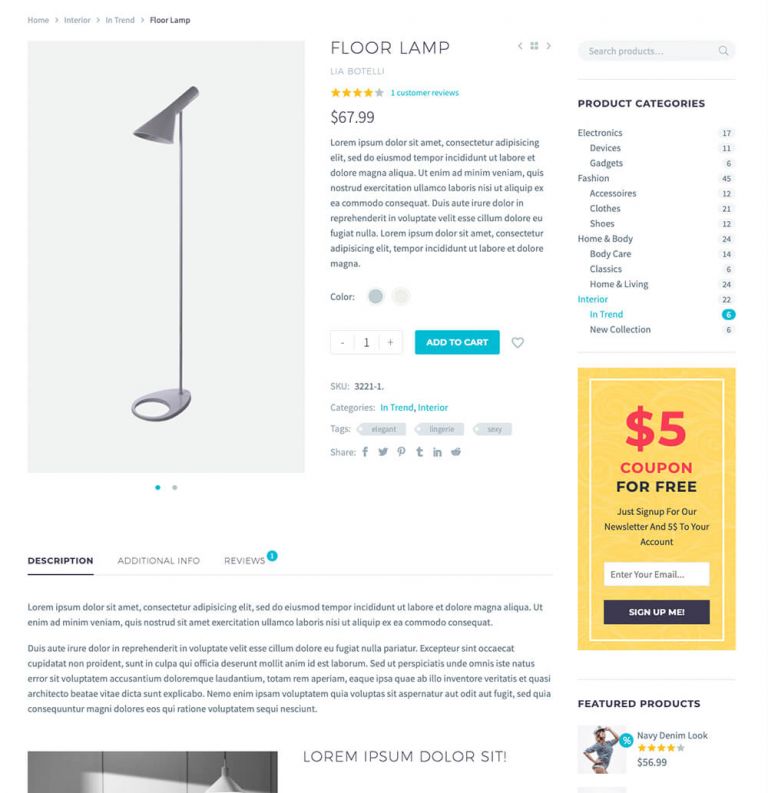 Home > Interior > In Trend > Floor Lamp
FLOOR LAMP
LIA BOTELLI
1 customer reviews
$67.99
Lorem ipsum dolor sit amet, consectetur adipisicing
elit, sed do eiusmod tempor incididunt ut labore et
dolore magna aliqua. Ut enim ad minim veniam, quis
nostrud exercitation ullamco laboris nisi ut aliquip ex
ea commodo consequat. Duis aute irure dolor in
reprehenderit in voluptate velit esse cillum dolore eu
fugiat nulla. Lorem ipsum dolor sit amet, consectetur
adipisicing elit, tempor incididunt ut labore et dolore
magna.
Color:
- 1 +
ADD TO CART
SKU: 3221-1.
Categories: In Trend, Interior
Tags: elegant lingerie sexy
Share:
DESCRIPTION ADDITIONAL INFO REVIEWS 1
Lorem ipsum dolor sit amet, consectetur adipisicing elit, sed do eiusmod tempor incididunt ut labore et dolore magna aliqua. Ut
enim ad minim veniam, quis nostrud sit amet exercitation ullamco laboris nisi ut aliquip ex ea commodo consequat.
Duis aute irure dolor in reprehenderit in voluptate velit esse cillum dolore eu fugiat nulla pariatur. Excepteur sint occaecat
cupidatat non proident, sunt in culpa qui officia deserunt mollit anim id est laborum. Sed ut perspiciatis unde omnis iste natus
error sit voluptatem accusantium doloremque laudantium, totam rem aperiam, eaque ipsa quae ab illo inventore veritatis et quasi
architecto beatae vitae dicta sunt explicabo. Nemo enim ipsam voluptatem quia voluptas sit aspernatur aut odit aut fugit, sed quia
consequuntur magni dolores eos qui ratione voluptatem sequi nesciunt.
LOREM IPSUM DOLOR SIT!
Search products...
PRODUCT CATEGORIES
Electronics 17
Devices 11
Gadgets 6
Fashion 45
Accessoires 12
Clothes 21
Shoes 12
Home & Body 24
Body Care 14
Classics 6
Home & Living 24
Interior 22
In Trend 6
New Collection 6
$5
COUPON
FOR FREE
Just Signup For Our
Newsletter And 5$ To Your
Account
Enter Your Email...
SIGN UP ME!
FEATURED PRODUCTS
%
Navy Denim Look
$56.99